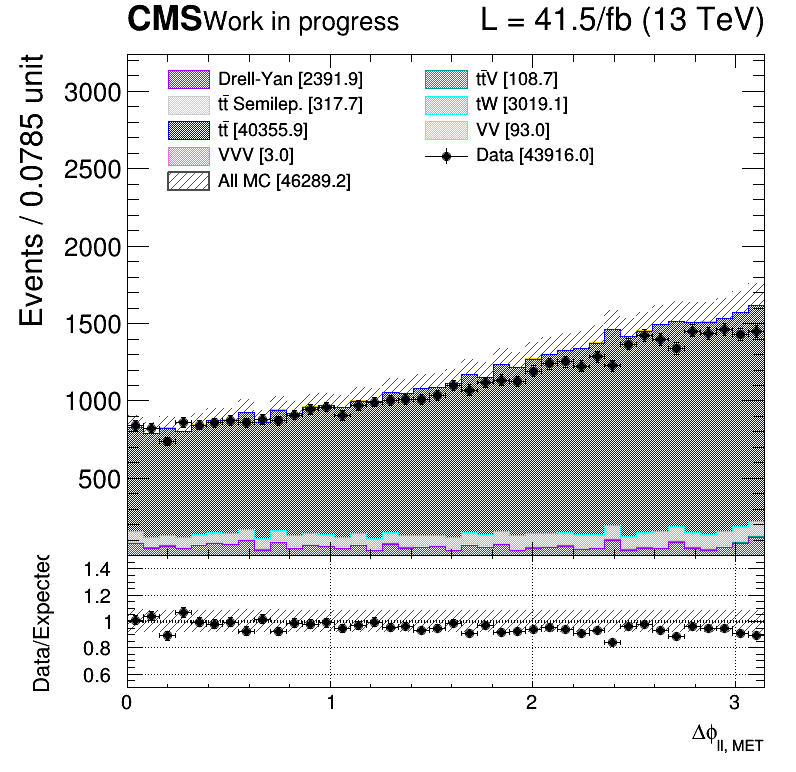 CMS Work in progress L = 41.5/fb (13 TeV)
Events / 0.0785 unit
3000
2500
2000
1500
1000
500
Drell-Yan [2391.9]
tt̄ Semilep. [317.7]
tt̄ [40355.9]
VVV [3.0]
All MC [46289.2]
tt̄V [108.7]
tW [3019.1]
VV [93.0]
Data [43916.0]
Data/Expected
1.4
1.2
1
0.8
0.6
0 1 2 3
Δϕll, MET